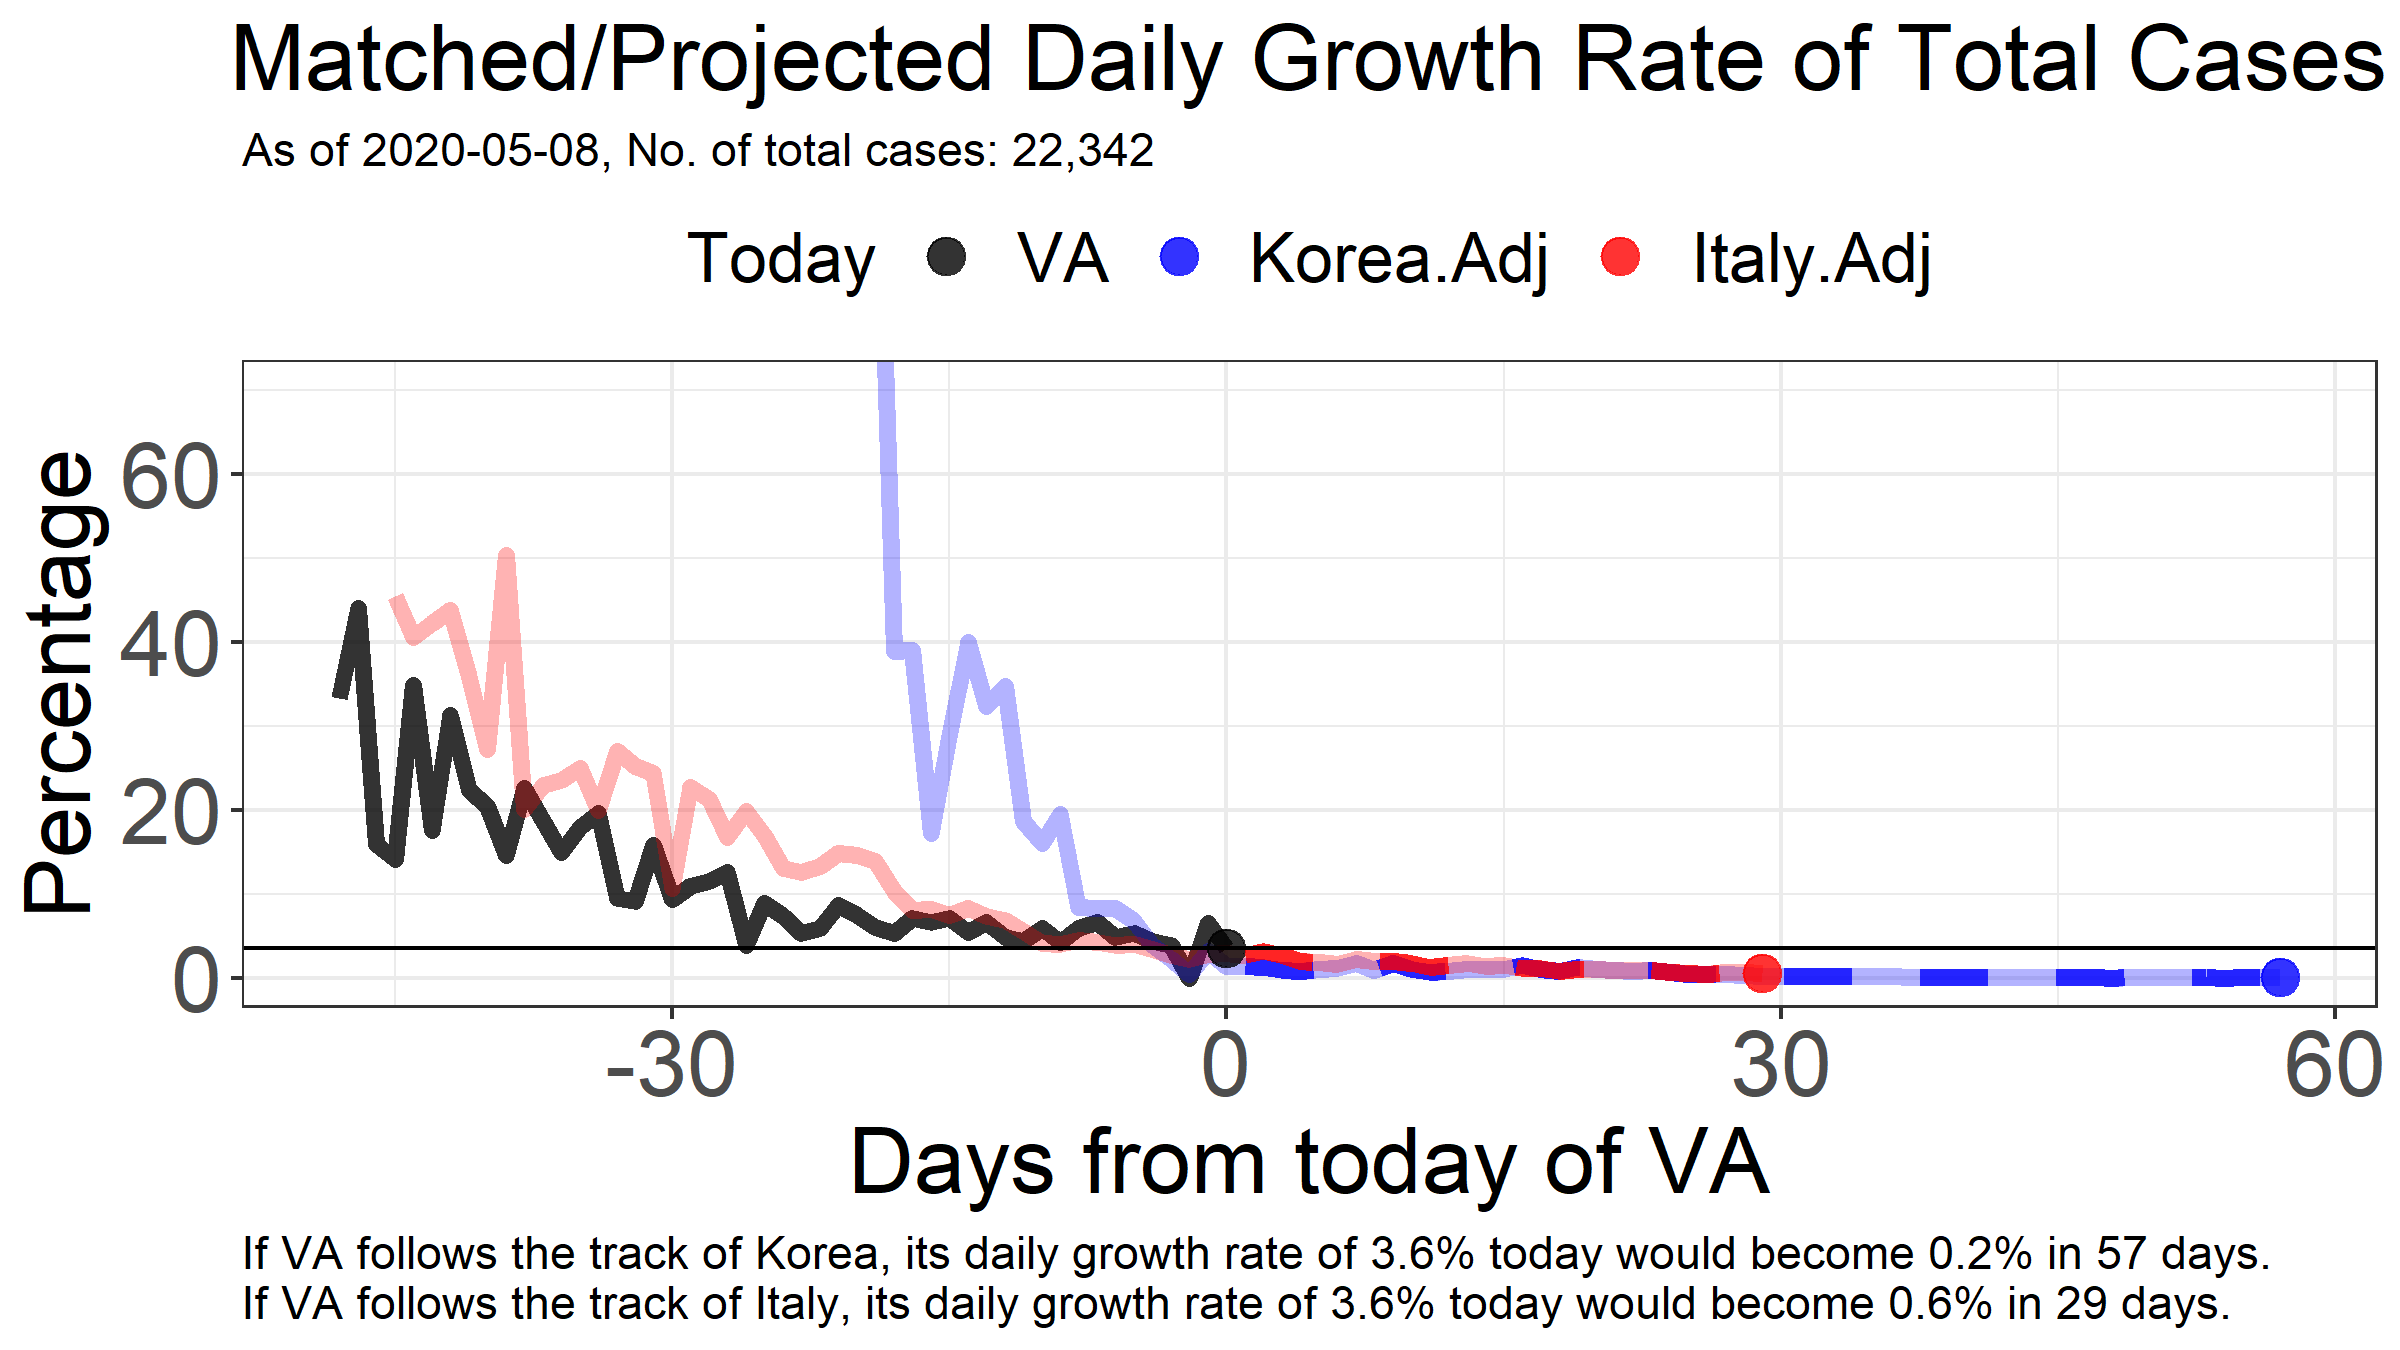 Matched/Projected Daily Growth Rate of Total Cases
As of 2020-05-08, No. of total cases: 22,342
Today VA Korea.Adj Italy.Adj
Percentage
60
40
20
0
-30 0 30 60
Days from today of VA
If VA follows the track of Korea, its daily growth rate of 3.6% today would become 0.2% in 57 days.
If VA follows the track of Italy, its daily growth rate of 3.6% today would become 0.6% in 29 days.